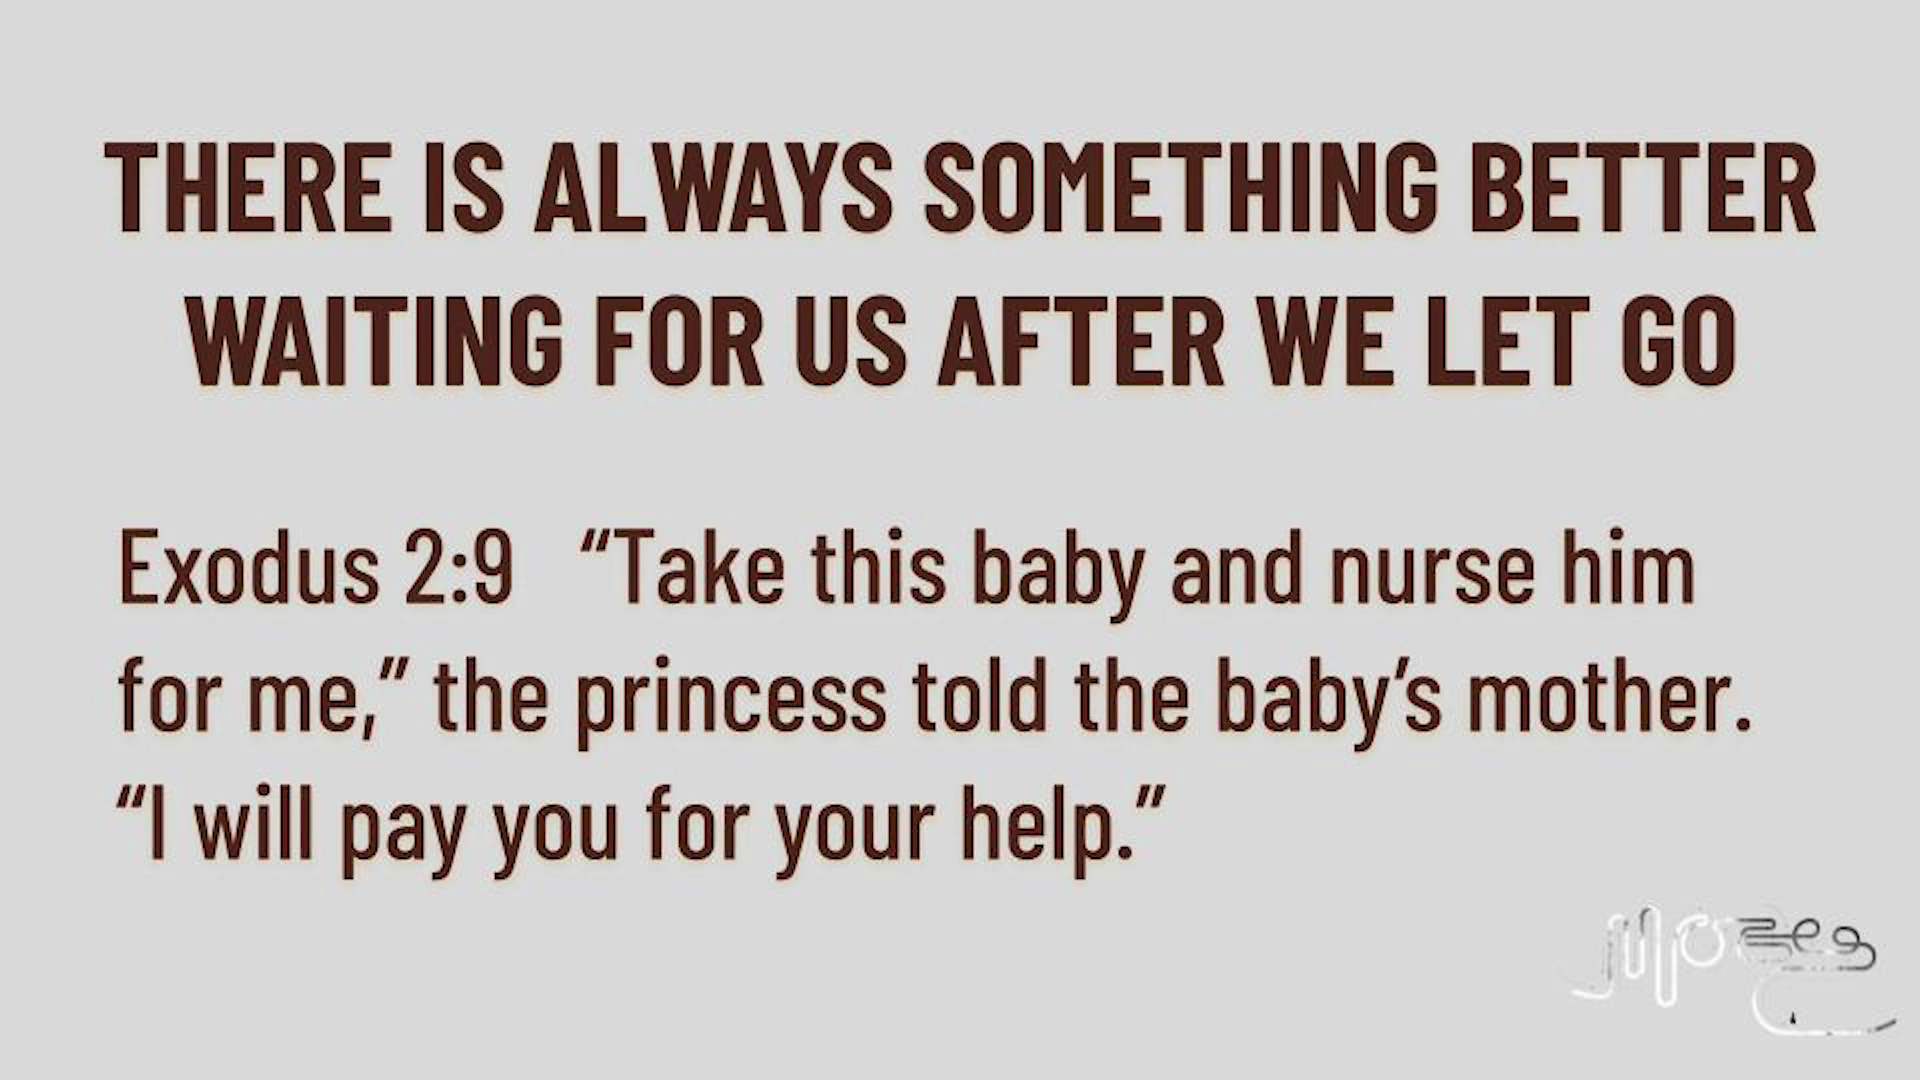 THERE IS ALWAYS SOMETHING BETTER
WAITING FOR US AFTER WE LET GO
Exodus 2:9 “Take this baby and nurse him
for me,” the princess told the baby’s mother.
“I will pay you for your help.”
Mozes